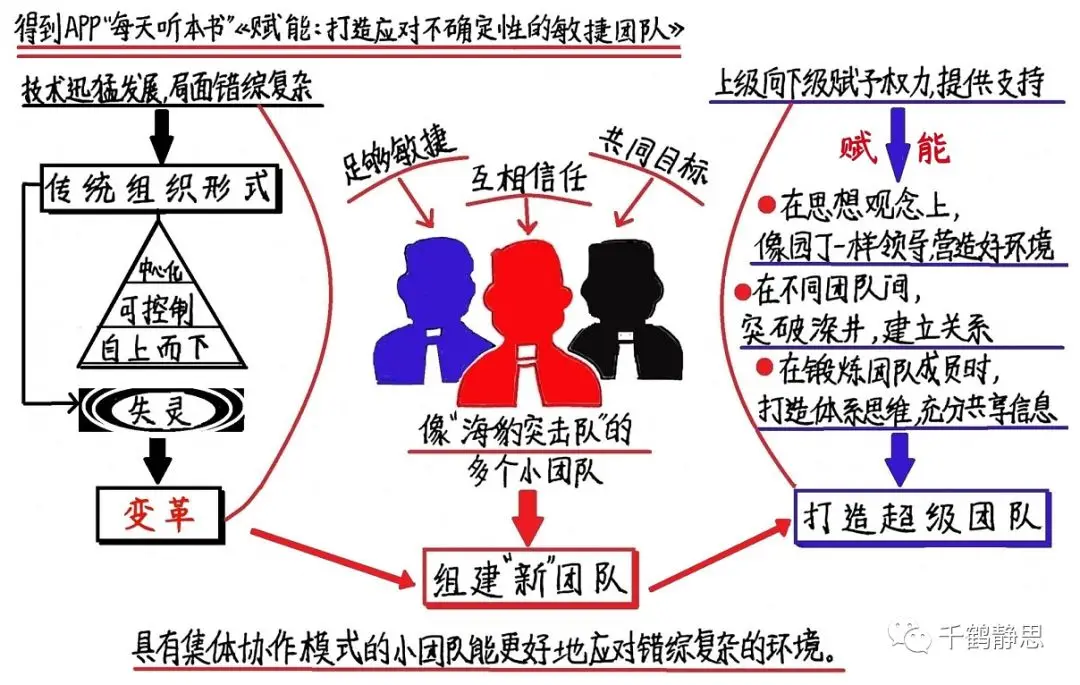 得到APP“每天听本书”《赋能:打造应对不确定性的敏捷团队》
技术迅猛发展,局面错综复杂
传统组织形式
中心化
可控制
自上而下
失灵
变革
足够敏捷
互相信任
共同目标
像“海豹突击队”的
多个小团队
组建“新”团队
上级向下级赋予权力,提供支持
赋能
在思想观念上,
像园丁一样领导,营造好环境
在不同团队间,
突破深井,建立关系
在锻炼团队成员时,
打造体系思维,充分共享信息
打造超级团队
具有集体协作模式的小团队能更好地应对错综复杂的环境。
千鹤静思